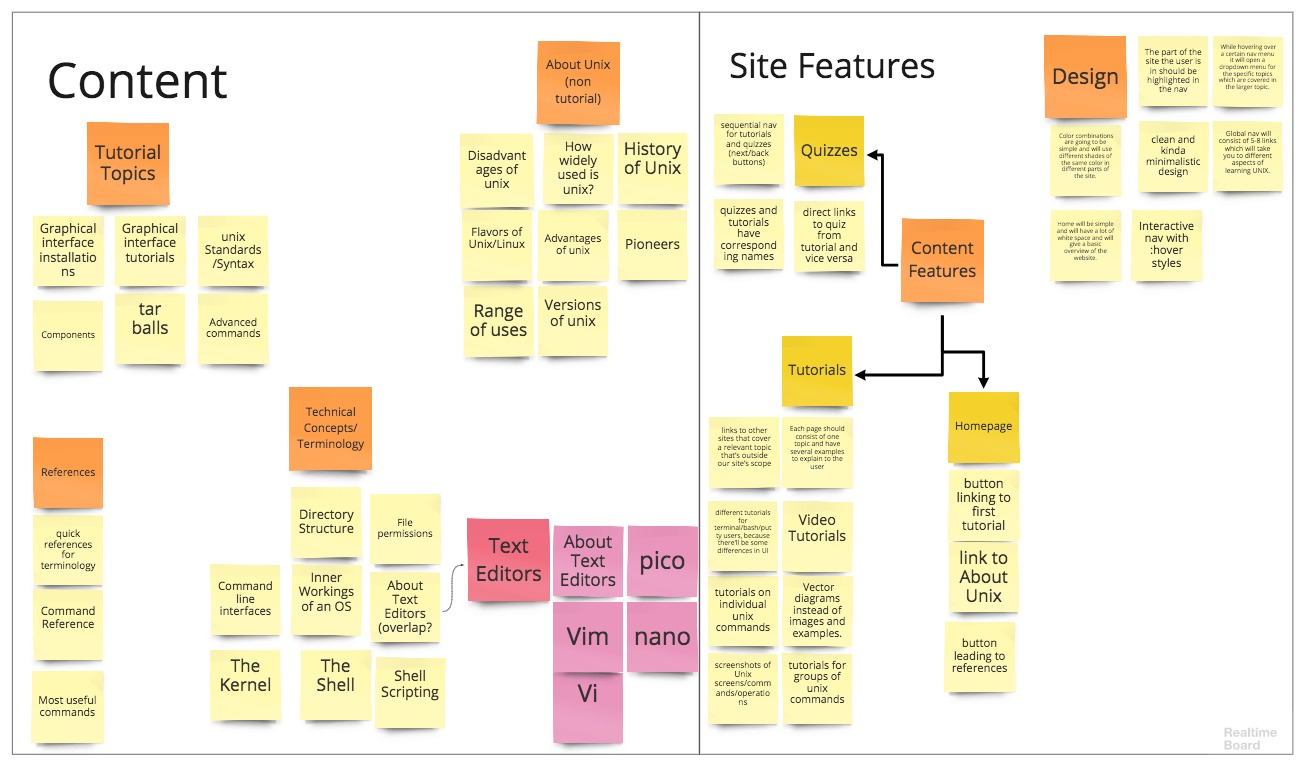 Content
Tutorial
Topics
Graphical
interface
installatio
ns
Graphical
interface
tutorials
unix
Standards
/Syntax
Components
tar
balls
Advanced
commands
About Unix
(non
tutorial)
Disadvant
ages of
unix
How
widely
used is
unix?
History
of Unix
Flavors of
Unix/Linux
Advantages
of unix
Pioneers
Range
of uses
Versions
of unix
References
quick
references
for
terminology
Command
Reference
Most useful
commands
Technical
Concepts/
Terminology
Directory
Structure
File
permissions
Command
line
interfaces
Inner
Workings
of an OS
About
Text
Editors
(overlap?
The
Kernel
The
Shell
Shell
Scripting
Text
Editors
About
Text
Editors
pico
Vim
nano
Vi
Site Features
sequential nav
for tutorials
and quizzes
(next/back
buttons)
Quizzes
quizzes and
tutorials
have
correspond
ing names
direct links
to quiz
from
tutorial and
vice versa
Content
Features
Tutorials
links to other
sites that cover
a relevant topic
that's outside
our site's scope
Each page should
consist of one
topic and have
several examples
to explain to the
user
different tutorials
for
terminal/bash/put
ty users, because
there'll be some
differences in UI
Video
Tutorials
tutorials on
individual
unix
commands
Vector
diagrams
instead of
images and
examples.
screenshots of
Unix
screens/comm
ands/operatio
ns
tutorials for
groups of
unix
commands
Homepage
button
linking to
first
tutorial
link to
About
Unix
button
leading to
references
Design
The part of the
site the user is
in should be
highlighted in
the nav
While hovering over
a certain nav menu
it will open a
dropdown menu for
the specific topics
which are covered in
the larger topic.
Color combinations
are going to be
simple and will use
different shades of
the same color in
different parts of
the site.
clean and
kinda
minimalistic
design
Global nav will
consist of 5-8 links
which will take
you to different
aspects of
learning UNIX.
Home will be simple
and will have a lot of
white space and will
give a basic
overview of the
website.
Interactive
nav with
:hover
styles
Realtime
Board